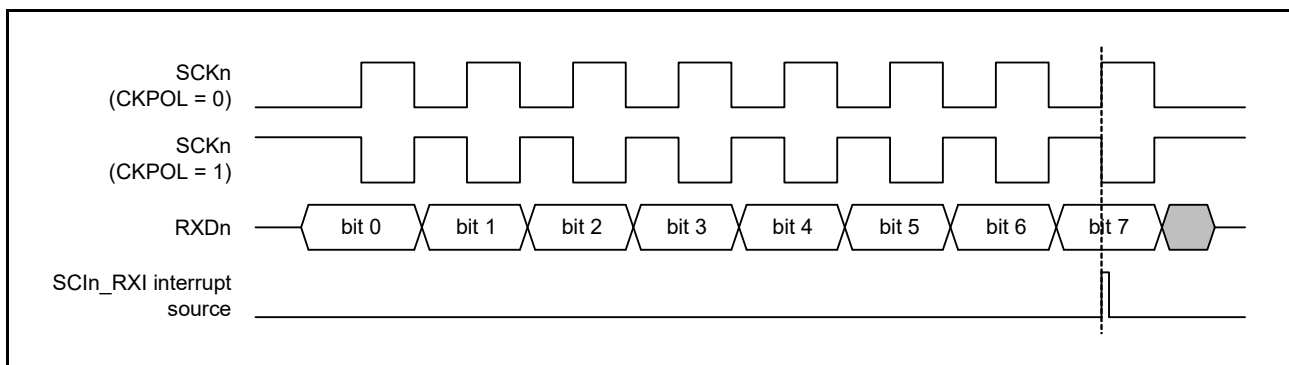 SCKn
(CKPOL = 0)
SCKn
(CKPOL = 1)
RXDn
bit 0
bit 1
bit 2
bit 3
bit 4
bit 5
bit 6
bit 7
SCIn_RXI interrupt
source